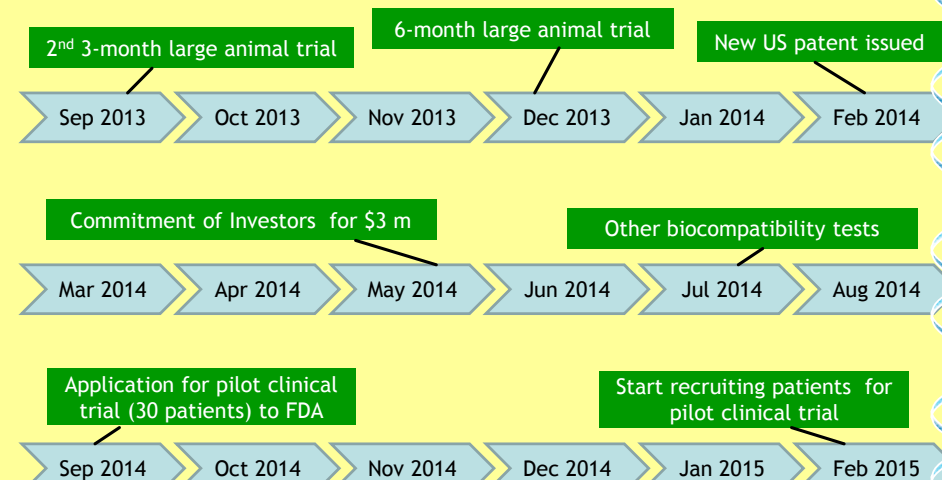 6-month large animal trial
2nd 3-month large animal trial
New US patent issued
Sep 2013 Oct 2013 Nov 2013 Dec 2013 Jan 2014 Feb 2014
Commitment of Investors for $3 m
Other biocompatibility tests
Mar 2014 Apr 2014 May 2014 Jun 2014 Jul 2014 Aug 2014
Application for pilot clinical
trial (30 patients) to FDA
Start recruiting patients for
pilot clinical trial
Sep 2014 Oct 2014 Nov 2014 Dec 2014 Jan 2015 Feb 2015